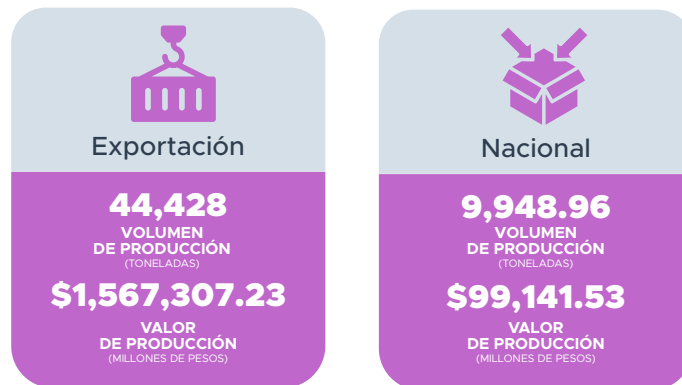 Exportación
44,428
VOLUMEN
DE PRODUCCIÓN
(TONELADAS)
$1,567,307.23
VALOR
DE PRODUCCIÓN
(MILLONES DE PESOS)
Nacional
9,948.96
VOLUMEN
DE PRODUCCIÓN
(TONELADAS)
$99,141.53
VALOR
DE PRODUCCIÓN
(MILLONES DE PESOS)